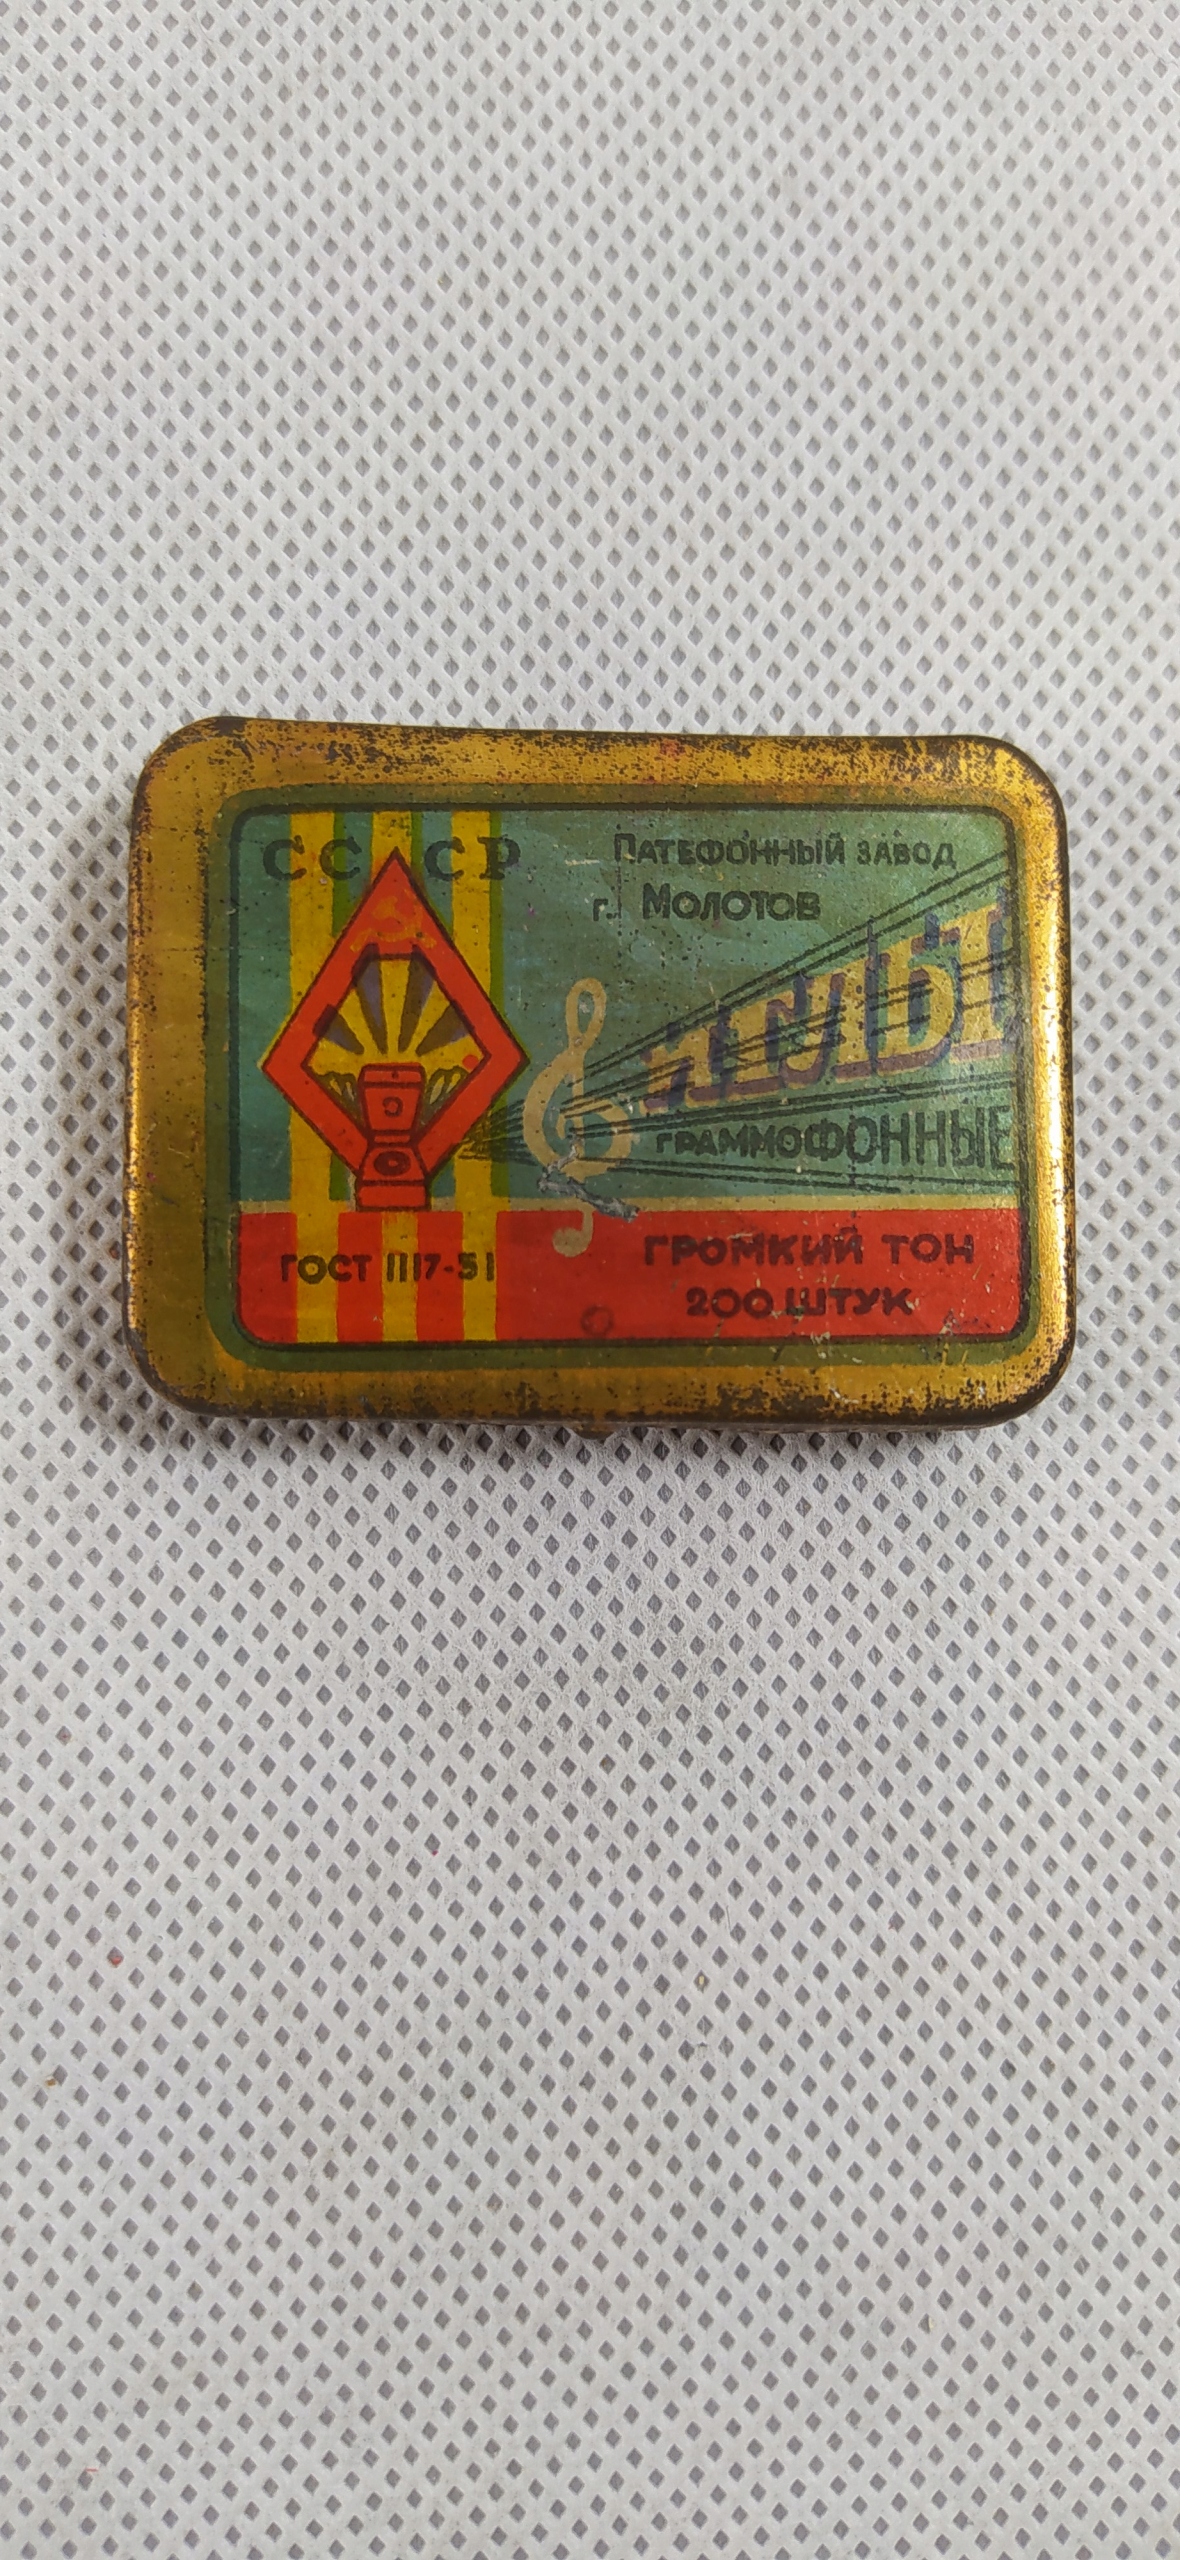 СССР
ПАТЕФОННЫЙ ЗАВОД
г. МОЛОТОВ
ИГЛЫ
ГРАММОФОННЫЕ
ГОСТ 1117-51
ГРОМКИЙ ТОН
200 ШТУК